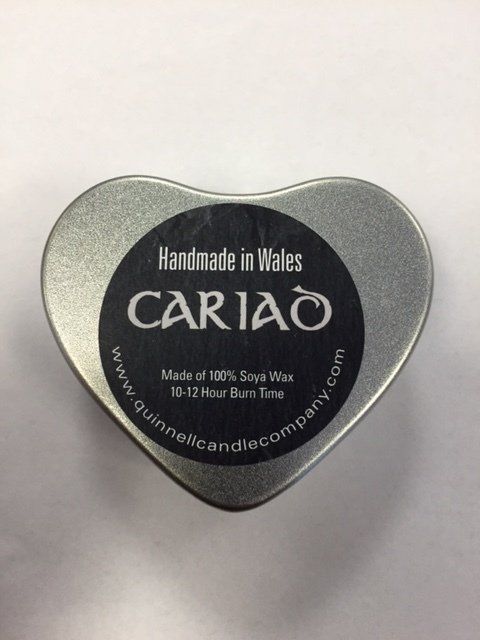 Handmade in Wales
CARIAD
Made of 100% Soya Wax
10-12 Hour Burn Time
www.quinnellcandlecompany.com